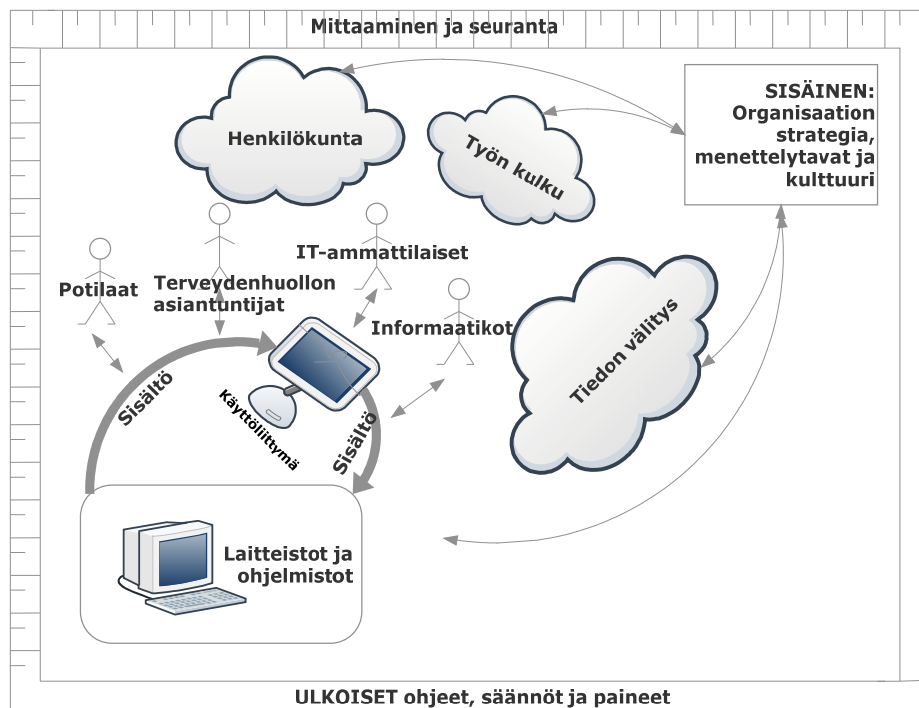 Mittaaminen ja seuranta
SISÄINEN:
Organisaation
strategia,
menettelytavat ja
kulttuuri
Henkilökunta
Työn kulku
IT-ammattilaiset
Potilaat
Terveydenhuollon
asiantuntijat
Informaatikot
Tiedon välitys
Sisältö
Käyttöliittymä
Sisältö
Laitteistot ja
ohjelmistot
ULKOISET ohjeet, säännöt ja paineet